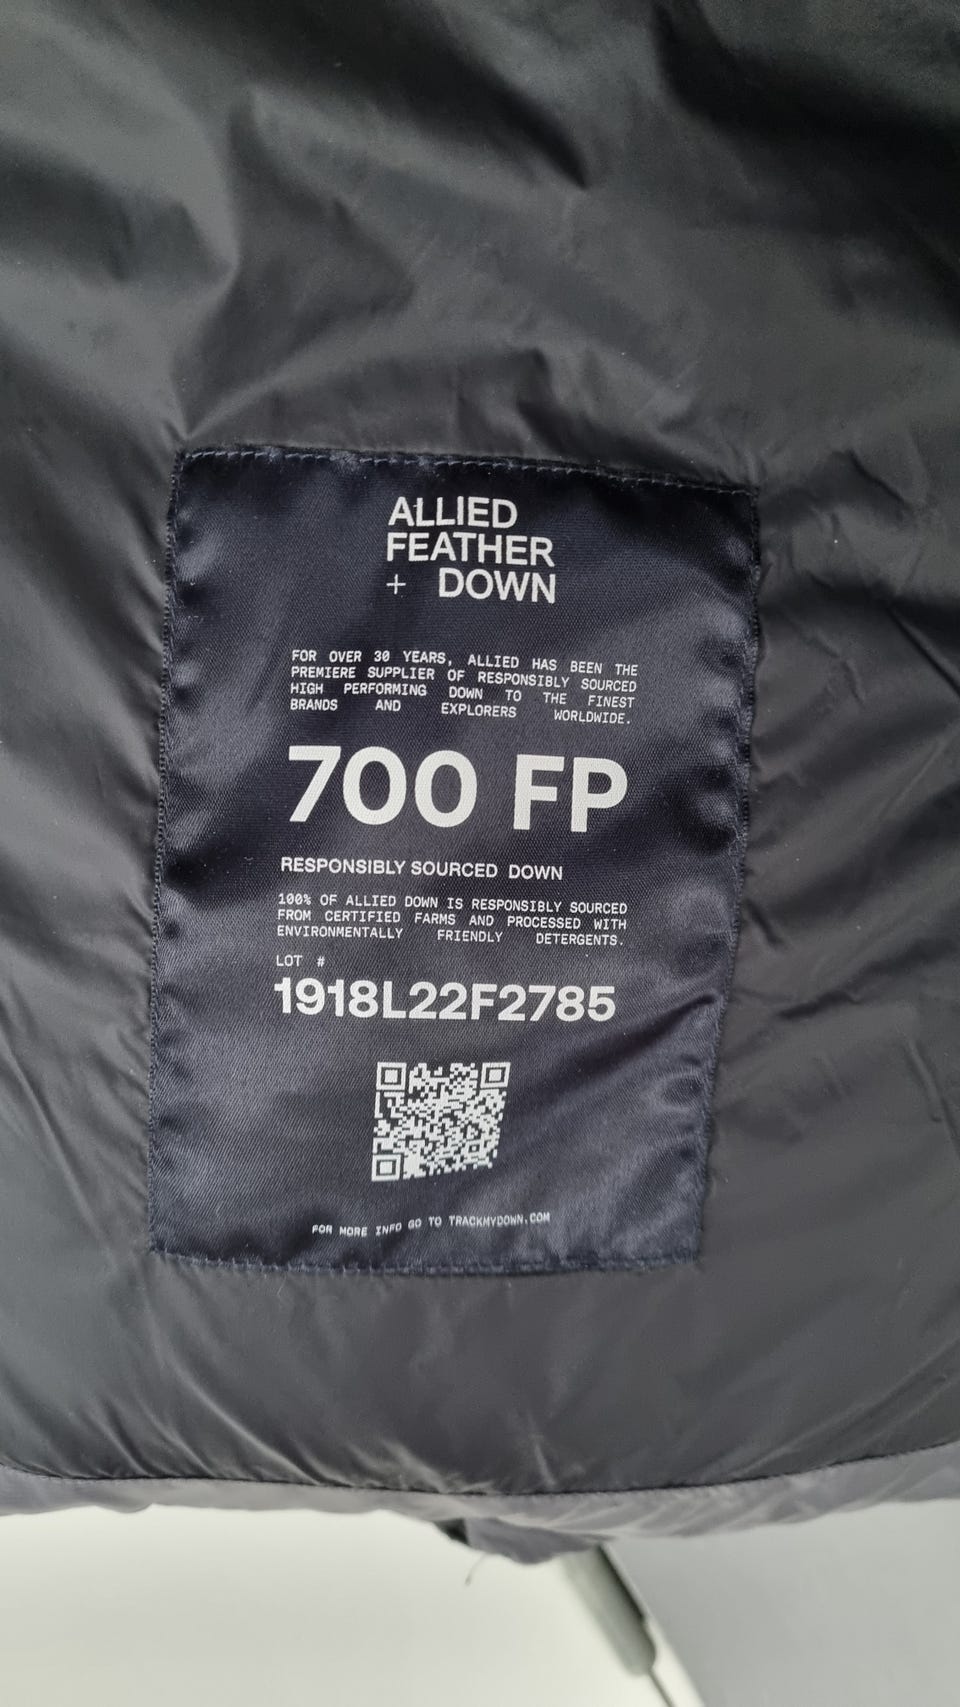 ALLIED
FEATHER
+ DOWN
FOR OVER 30 YEARS, ALLIED HAS BEEN THE
PREMIERE SUPPLIER OF RESPONSIBLY SOURCED
HIGH PERFORMING DOWN TO THE FINEST
BRANDS AND EXPLORERS WORLDWIDE.
700 FP
RESPONSIBLY SOURCED DOWN
100% OF ALLIED DOWN IS RESPONSIBLY SOURCED
FROM CERTIFIED FARMS AND PROCESSED WITH
ENVIRONMENTALLY FRIENDLY DETERGENTS.
LOT #
1918L22F2785
FOR MORE INFO GO TO TRACKMYDOWN.COM